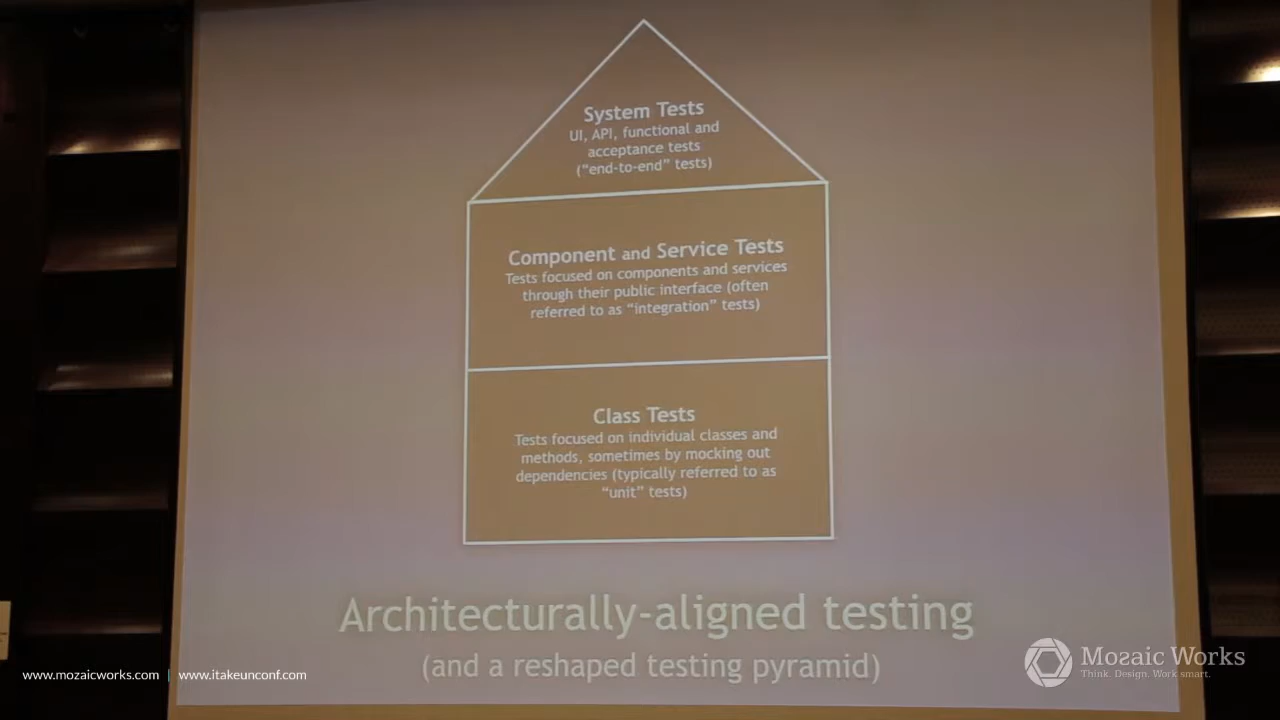 System Tests
UI, API, functional and
acceptance tests
(“end-to-end” tests)
Component and Service Tests
Tests focused on components and services
through their public interface (often
referred to as “integration” tests)
Class Tests
Tests focused on individual classes and
methods, sometimes by mocking out
dependencies (typically referred to as
“unit” tests)
Architecturally-aligned testing
(and a reshaped testing pyramid)
www.mozaicworks.com | www.itakeunconf.com
Mozaic Works
Think. Design. Work smart.